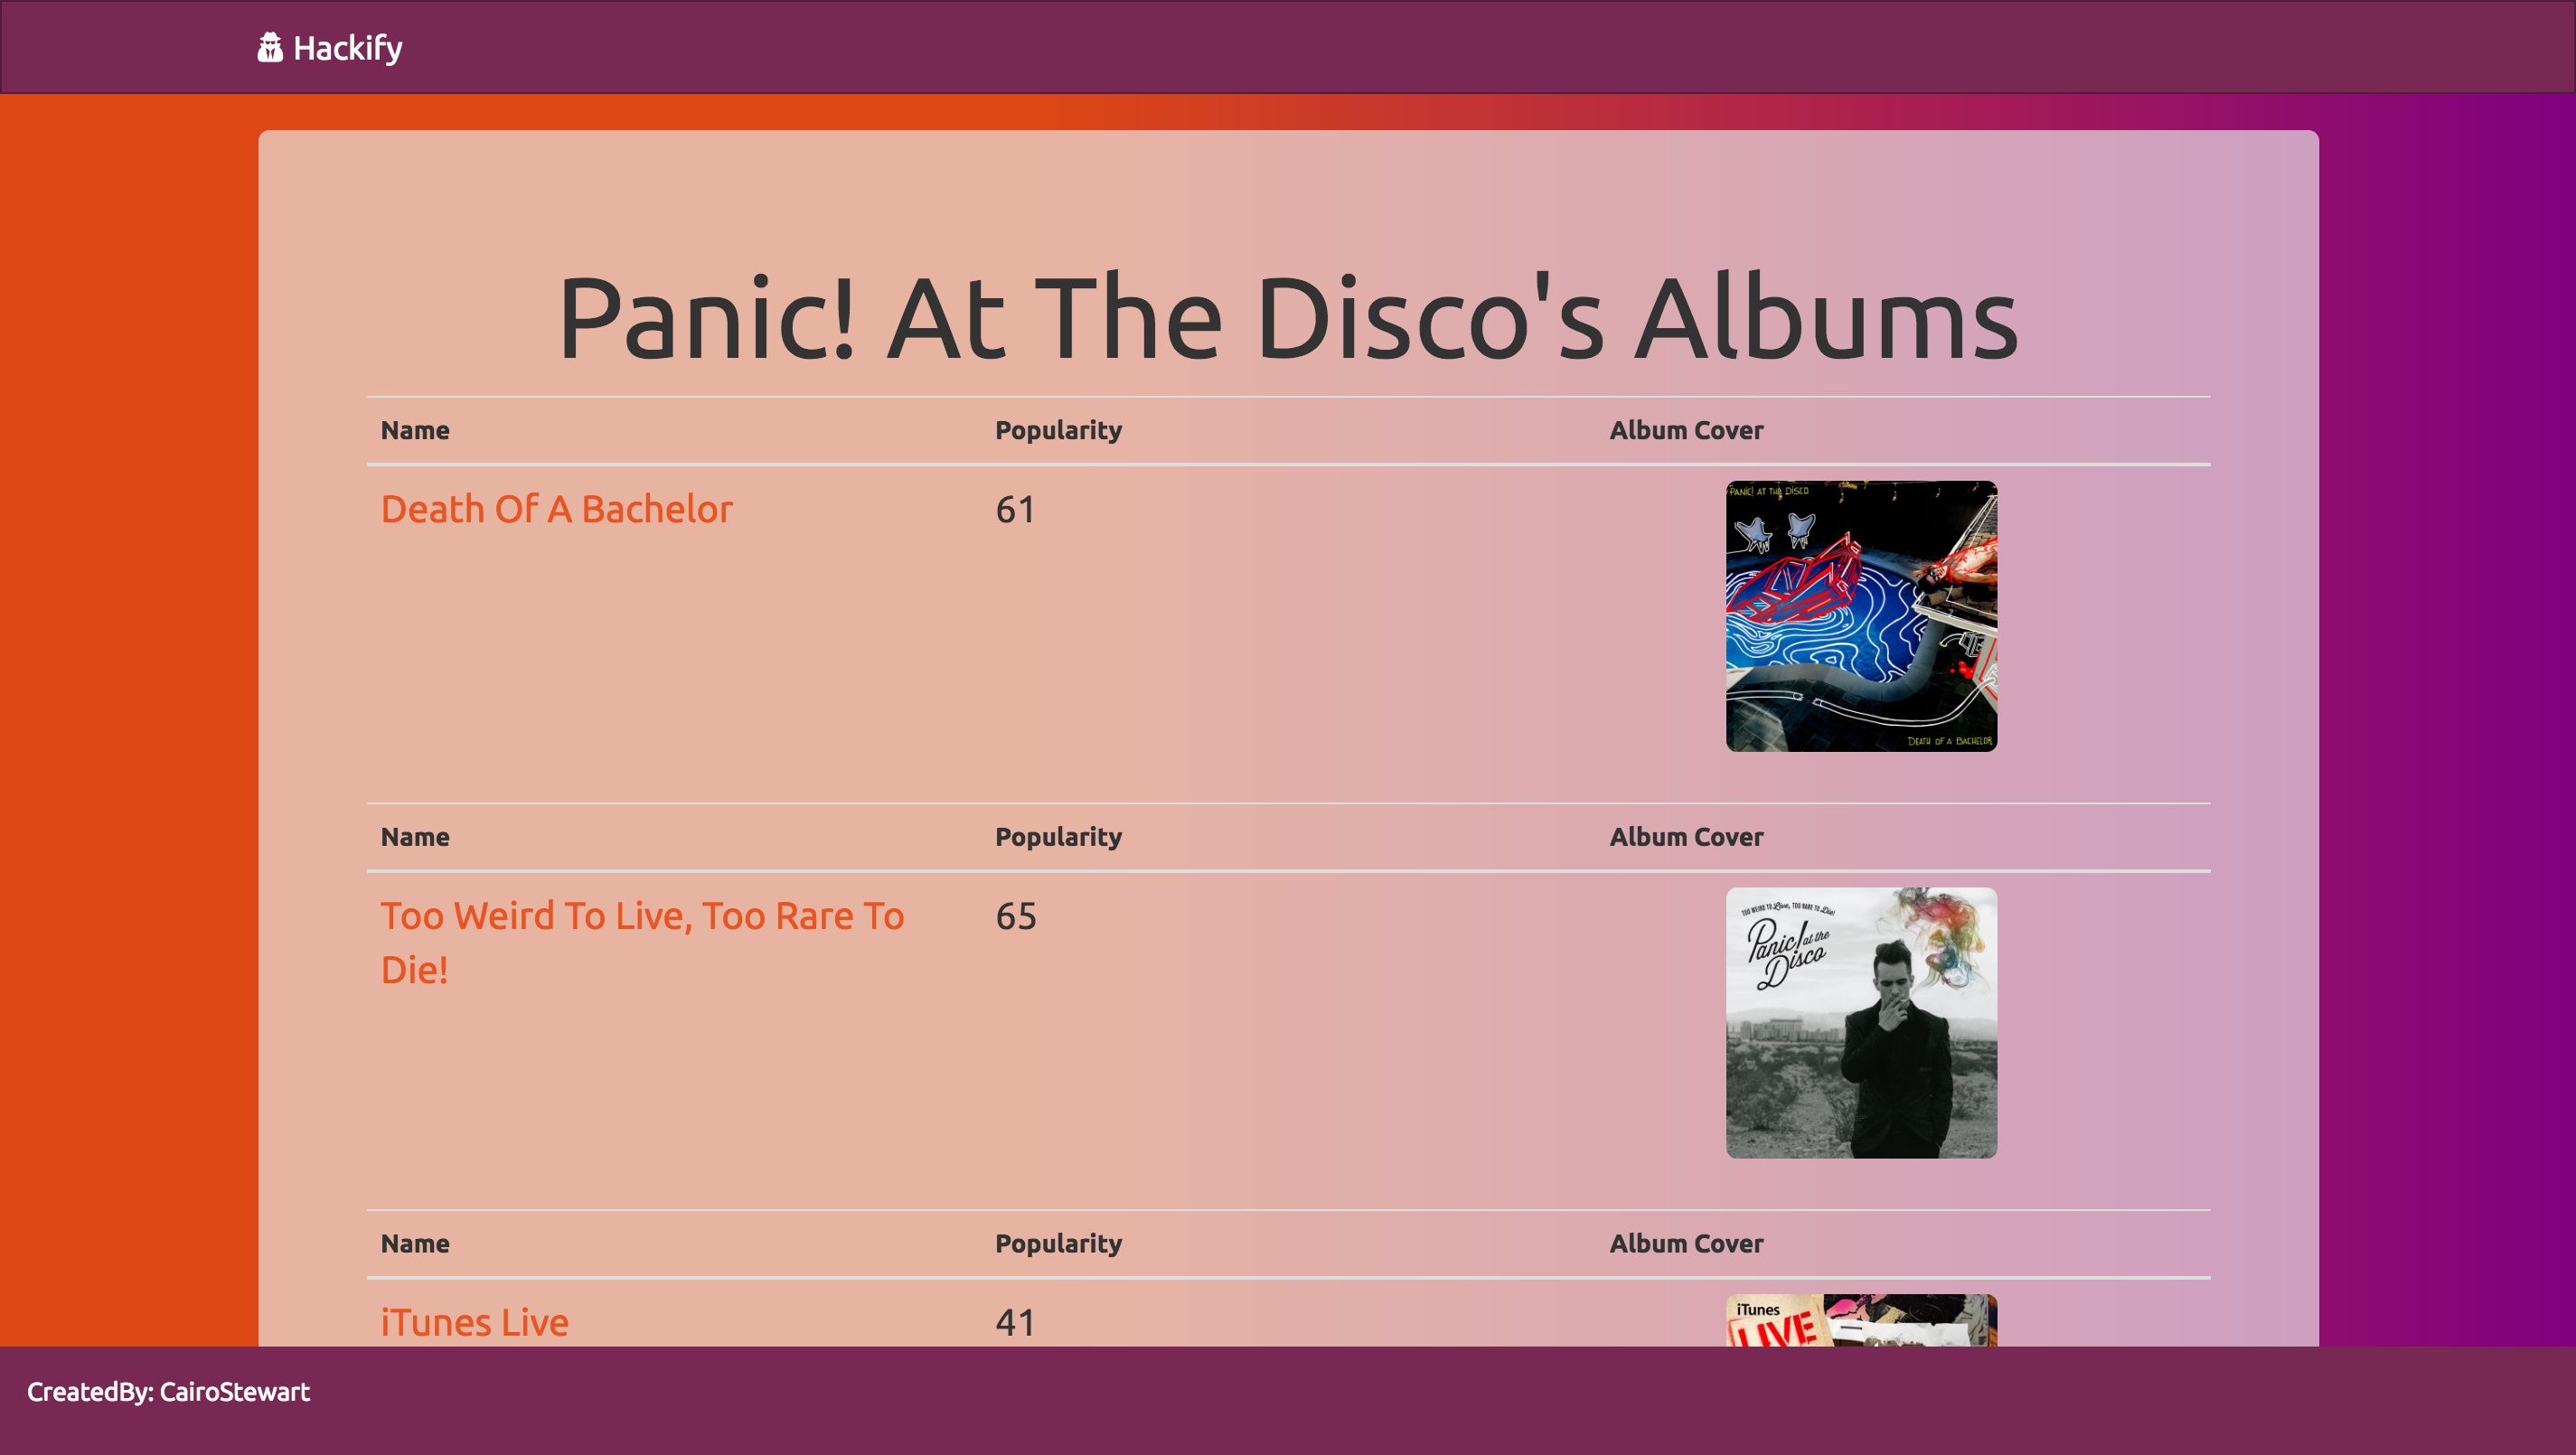 Hackify
Panic! At The Disco's Albums
Name Popularity Album Cover
Death Of A Bachelor 61
PANIC! AT THE DISCO
DEATH OF A BACHELOR
Name Popularity Album Cover
Too Weird To Live, Too Rare To
Die!
65
TOO WEIRD TO Live, TOO RARE TO Die!
Panic! at the
Disco
Name Popularity Album Cover
iTunes Live 41
iTunes
LIVE
CreatedBy: CairoStewart